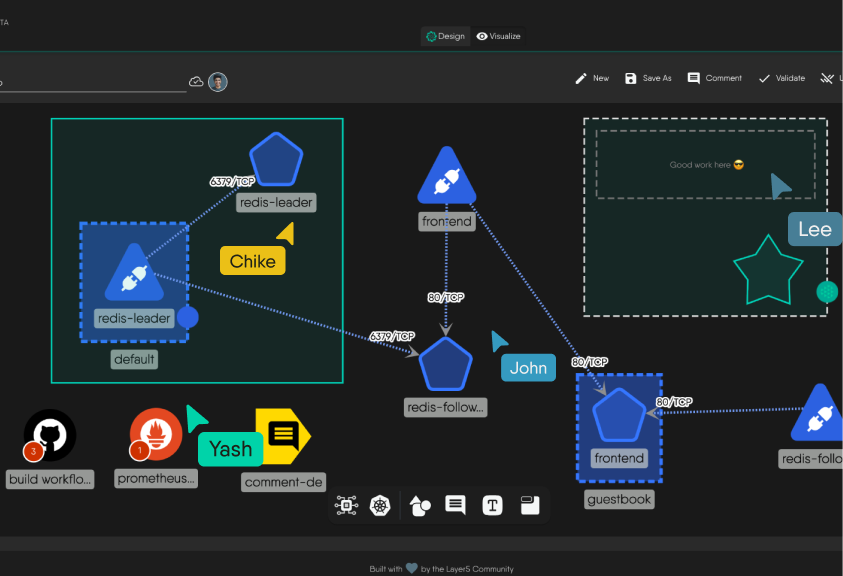 TA
Design
Visualize
New
Save As
Comment
Validate
Good work here 😎
6379/TCP
redis-leader
frontend
Lee
Chike
80/TCP
redis-leader
6379/TCP
default
John
80/TCP
redis-follow...
80/TCP
frontend
redis-follo
guestbook
3
1
Yash
build workflo...
prometheus...
comment-de
T
Built with 🖤 by the Layer5 Community